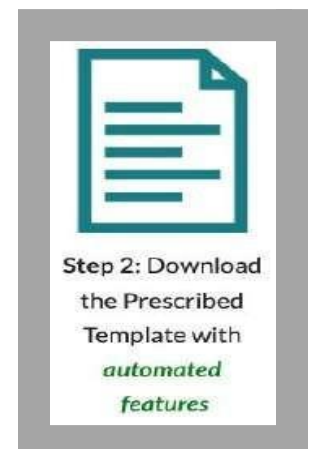 Step 2: Download
the Prescribed
Template with
automated
features